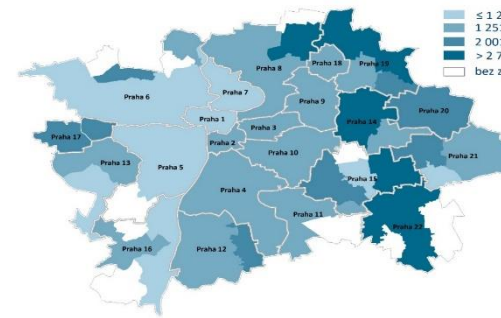 ≤ 1 2
1 251
2 001
> 2 7
bez z
Praha 8
Praha 18
Praha 19
Praha 6
Praha 7
Praha 9
Praha 1
Praha 14
Praha 20
Praha 17
Praha 3
Praha 2
Praha 13
Praha 5
Praha 10
Praha 21
Praha 15
Praha 4
Praha 11
Praha 22
Praha 16
Praha 12